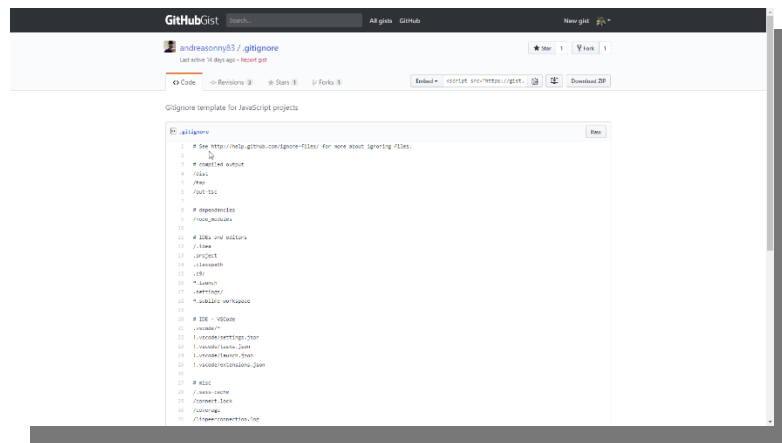 GitHubGist Search... All gists GitHub New gist
andreasonny83 / .gitignore Star 1 Fork 1
Last active 14 days ago • Report gist
Code Revisions 3 Stars 1 Forks 1 Embed <script src="https://gist. Download ZIP
Gitignore template for JavaScript projects
.gitignore Raw
1 # See http://help.github.com/ignore-files/ for more about ignoring files.
2
3 # compiled output
4 /dist
5 /tmp
6 /out-tsc
7
8 # dependencies
9 /node_modules
10
11 # IDEs and editors
12 /.idea
13 .project
14 .classpath
15 .c9/
16 *.launch
17 .settings/
18 *.sublime-workspace
19
20 # IDE - VSCode
21 .vscode/*
22 !.vscode/settings.json
23 !.vscode/tasks.json
24 !.vscode/launch.json
25 !.vscode/extensions.json
26
27 # misc
28 /.sass-cache
29 /connect.lock
30 /coverage
31 /libpeerconnection.log